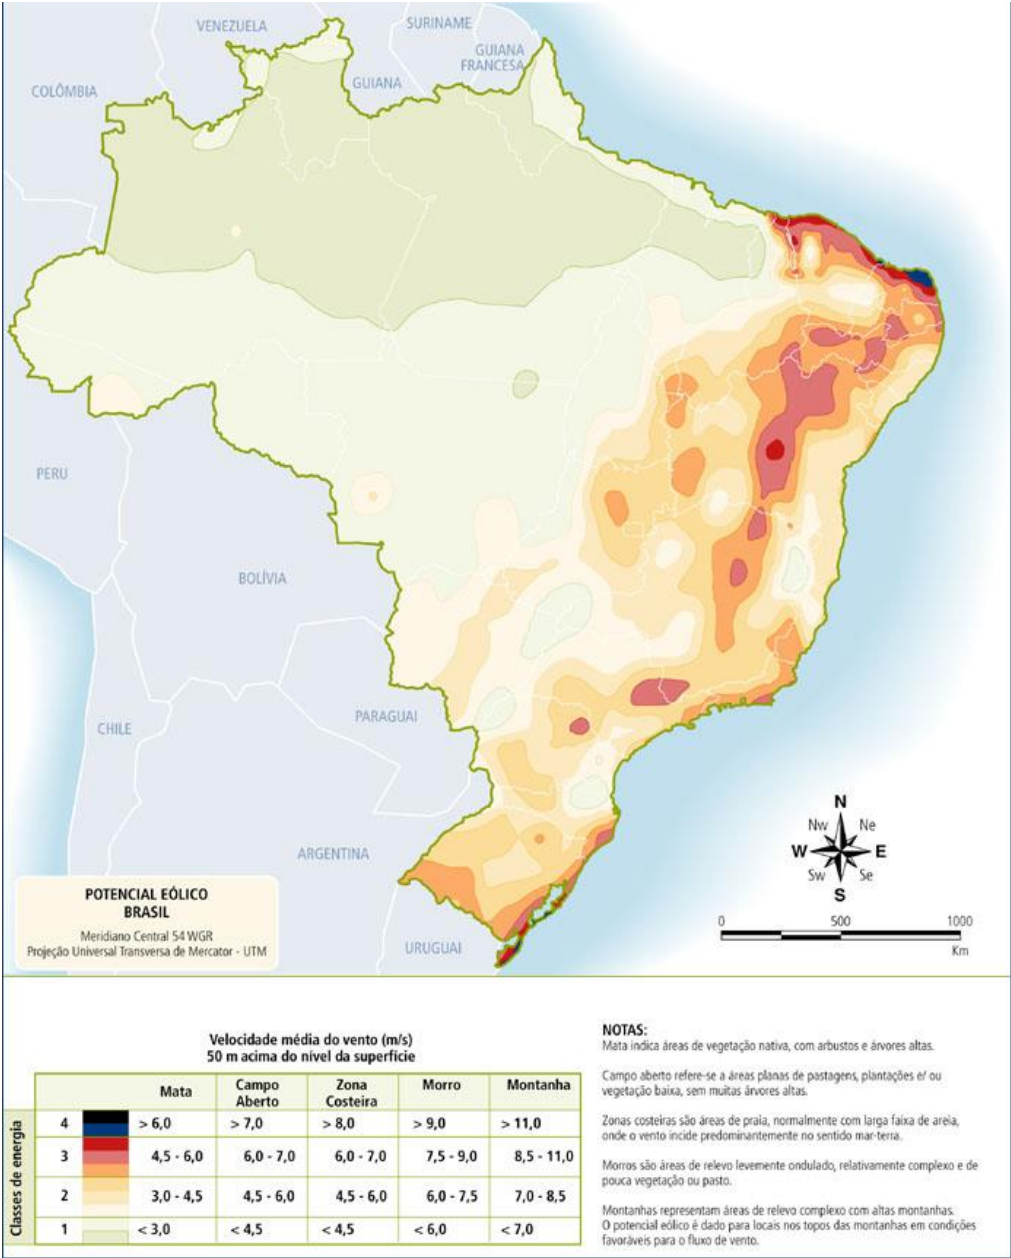 VENEZUELA
SURINAME
GUIANA
FRANCESA
COLÔMBIA
GUIANA
PERU
BOLÍVIA
CHILE
PARAGUAI
ARGENTINA
URUGUAI
N
Nw
Ne
W
E
Sw
Se
S
0
500
1000
Km
POTENCIAL EÓLICO
BRASIL
Meridiano Central 54 WGR
Projeção Universal Transversa de Mercator - UTM
Velocidade média do vento (m/s)
50 m acima do nível da superfície
Mata Campo Aberto Zona Costeira Morro Montanha
Classes de energia
4 > 6,0 > 7,0 > 8,0 > 9,0 > 11,0
3 4,5 - 6,0 6,0 - 7,0 6,0 - 7,0 7,5 - 9,0 8,5 - 11,0
2 3,0 - 4,5 4,5 - 6,0 4,5 - 6,0 6,0 - 7,5 7,0 - 8,5
1 < 3,0 < 4,5 < 4,5 < 6,0 < 7,0
NOTAS:
Mata indica áreas de vegetação nativa, com arbustos e árvores altas.
Campo aberto refere-se a áreas planas de pastagens, plantações e/ ou
vegetação baixa, sem muitas árvores altas.
Zonas costeiras são áreas de praia, normalmente com larga faixa de areia,
onde o vento incide predominantemente no sentido mar-terra.
Morros são áreas de relevo levemente ondulado, relativamente complexo e de
pouca vegetação ou pasto.
Montanhas representam áreas de relevo complexo com altas montanhas.
O potencial eólico é dado para locais nos topos das montanhas em condições
favoráveis para o fluxo de vento.